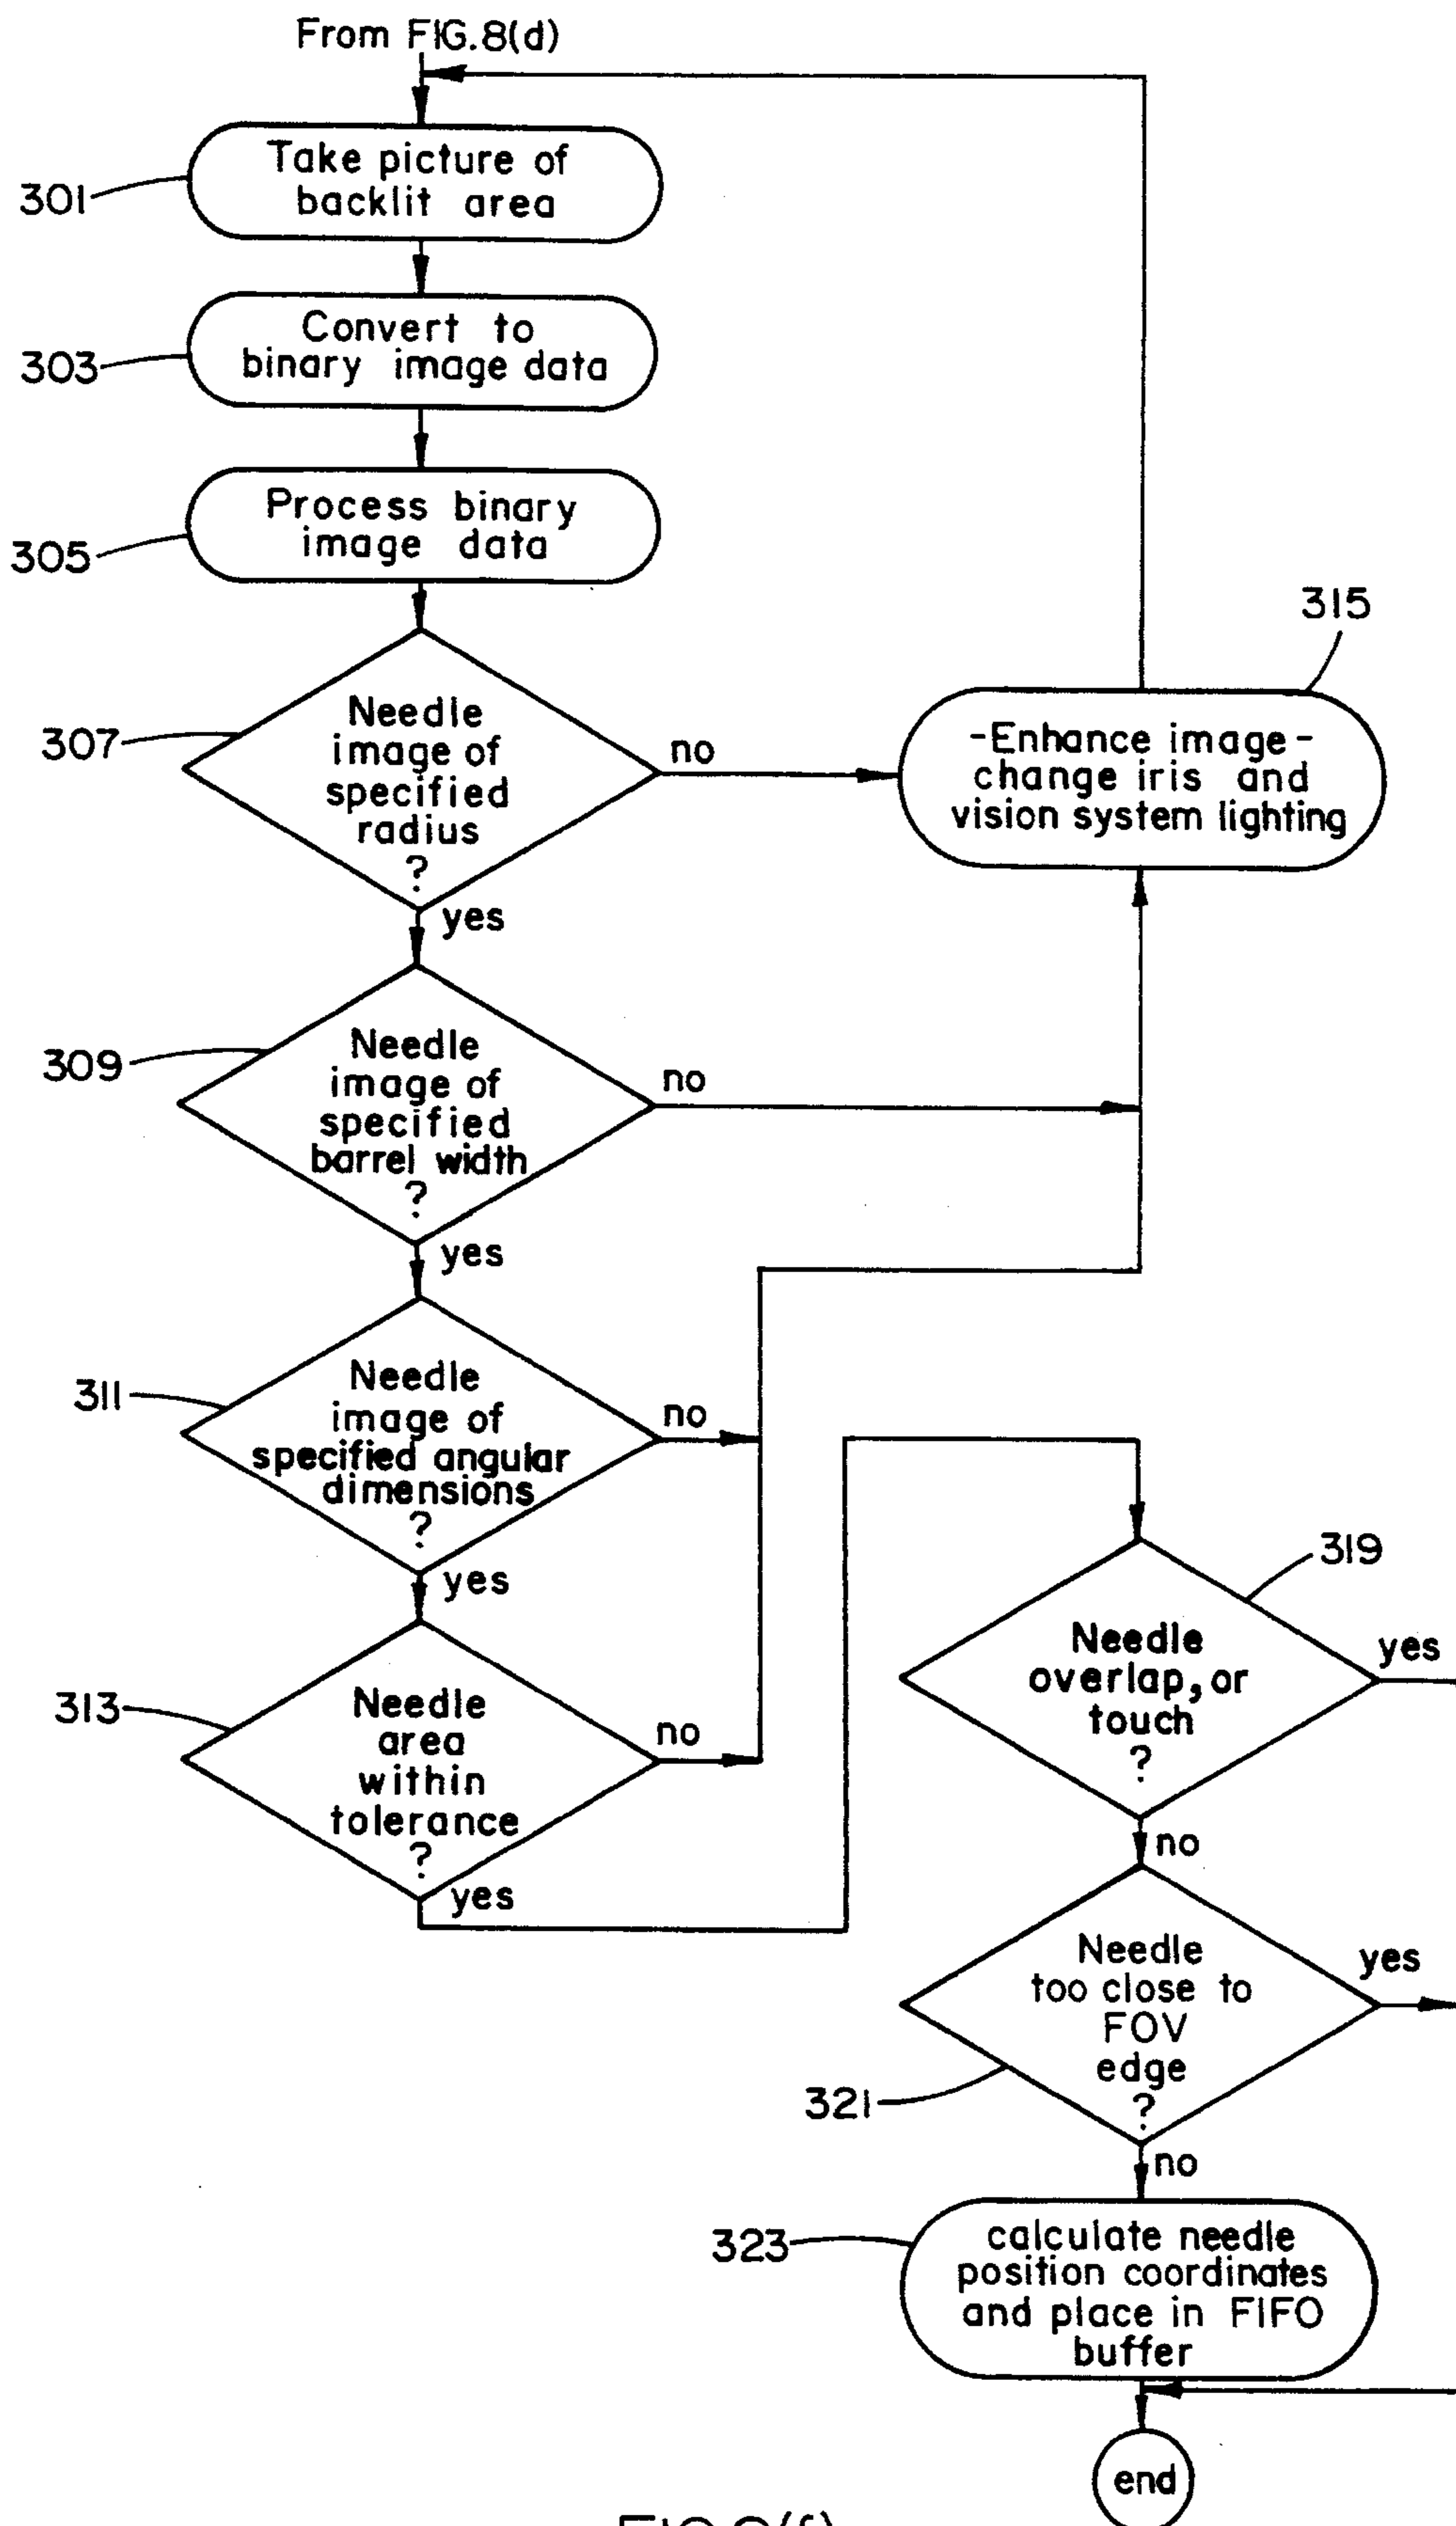 From FIG.8(d)
Take picture of
backlit area
301
Convert to
binary image data
303
Process binary
image data
305
315
Needle
image of
specified
radius
?
307
no
-Enhance image-
change iris and
vision system lighting
yes
Needle
image of
specified
barrel width
?
309
no
yes
Needle
image of
specified angular
dimensions
?
311
no
yes
319
Needle
overlap, or
touch
?
yes
313
Needle
area
within
tolerance
?
no
yes
no
Needle
too close to
FOV
edge
?
yes
321
no
323
calculate needle
position coordinates
and place in FIFO
buffer
end